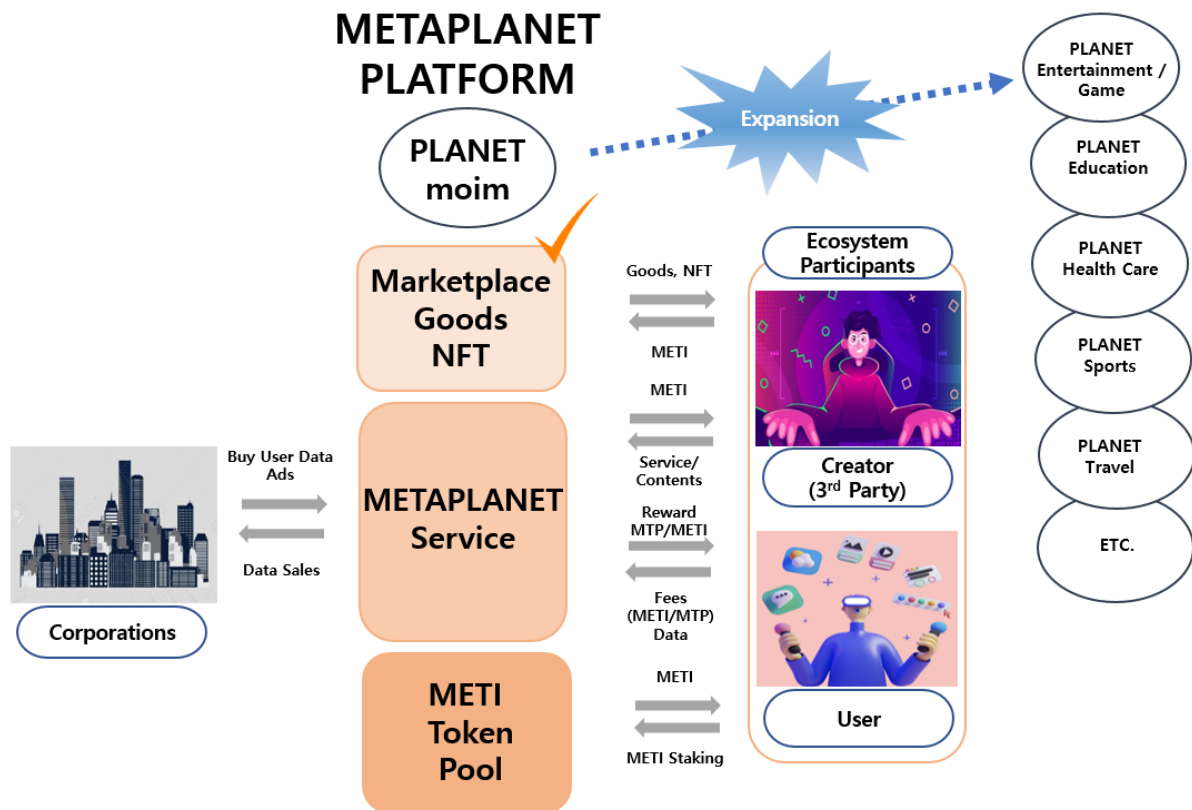 METAPLANET
PLATFORM
PLANET
moim
Expansion
PLANET
Entertainment /
Game
PLANET
Education
PLANET
Health Care
PLANET
Sports
PLANET
Travel
ETC.
Marketplace
Goods
NFT
Goods, NFT
METI
Ecosystem
Participants
METI
Service/
Contents
Creator
(3rd Party)
Buy User Data
Ads
Data Sales
Corporations
METAPLANET
Service
Reward
MTP/METI
Fees
(METI/MTP)
Data
METI
Token
Pool
METI
METI Staking
User